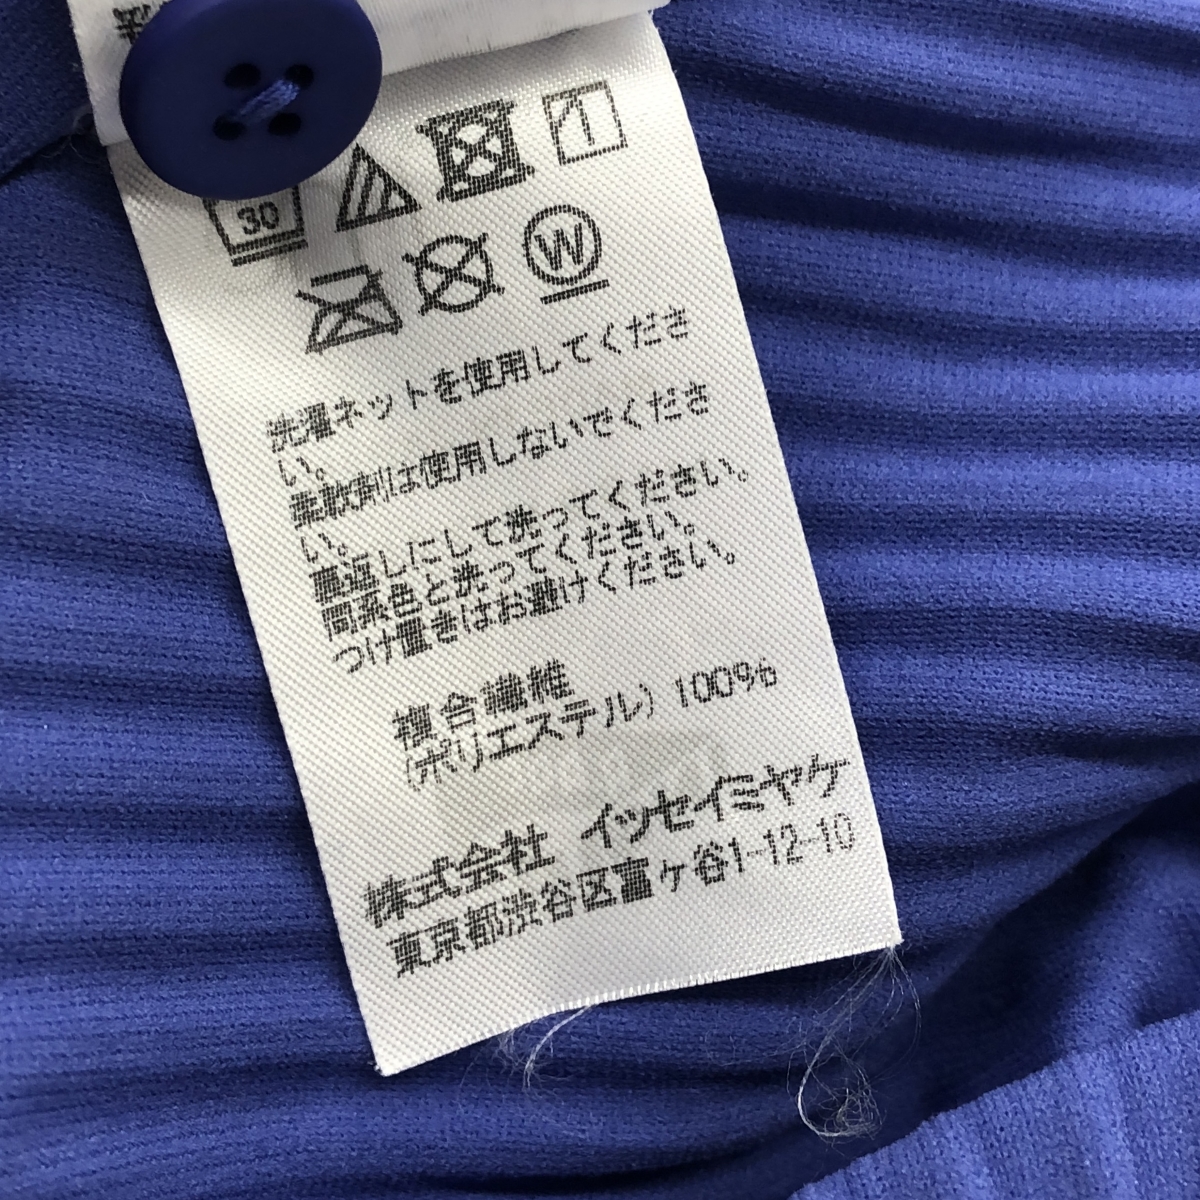 30
W
洗濯ネットを使用してくださ
い。
柔軟剤は使用しないでくださ
い。
裏返しにして洗ってください。
同系色と洗ってください。
つけ置きはお避けください。
複合繊維
(ポリエステル) 100%
株式会社 イッセイミヤケ
東京都渋谷区富ヶ谷1-12-10